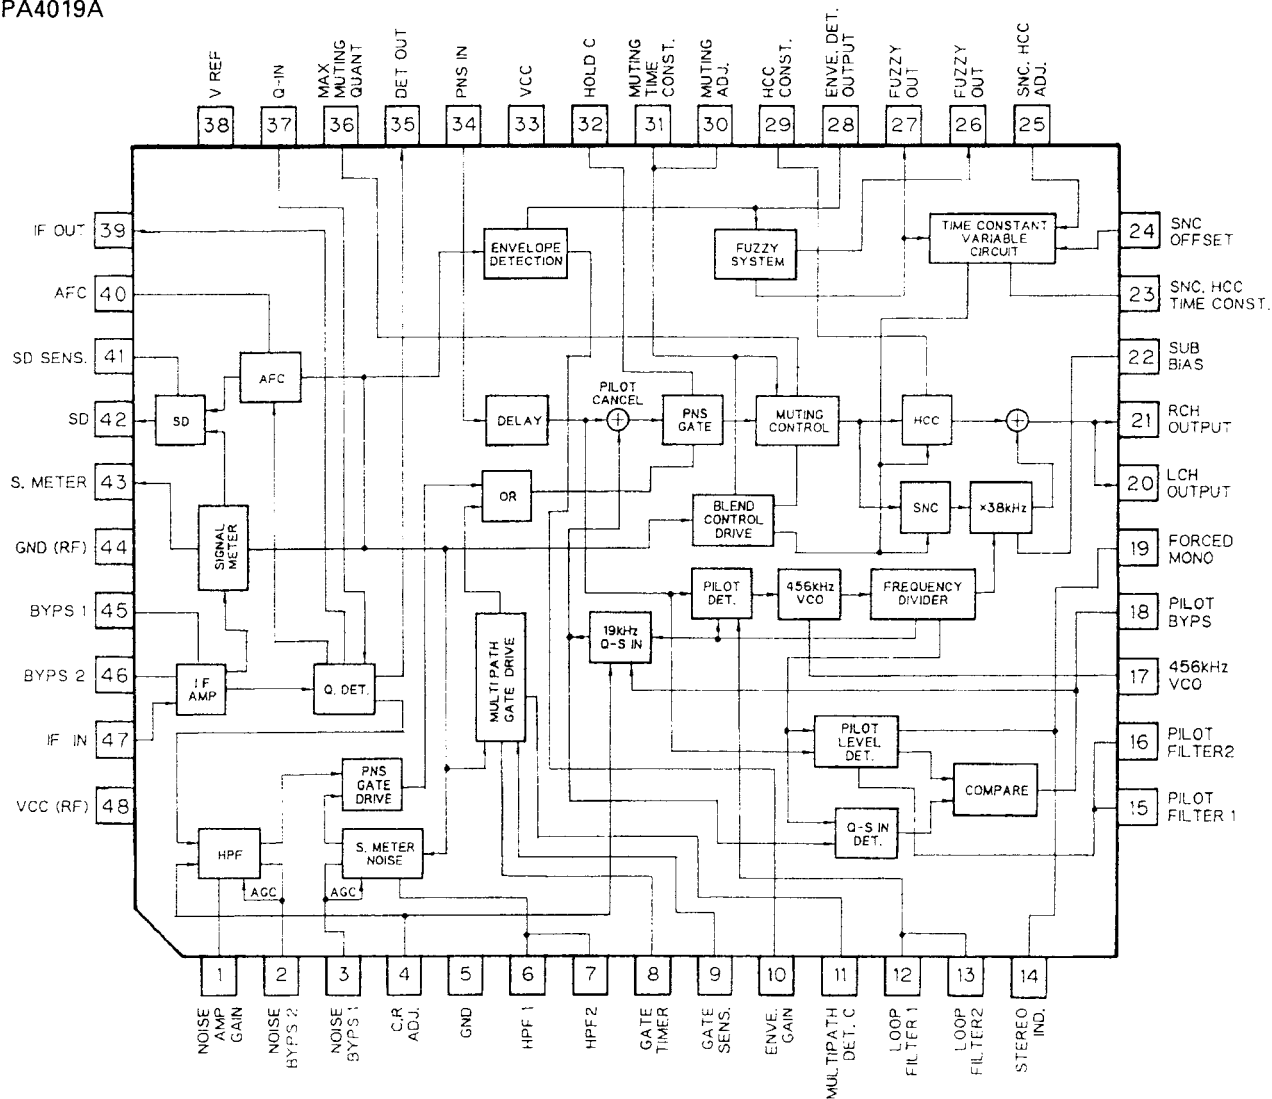 PA4019A
V REF
Q-IN
MAX
MUTING
QUANT
DET OUT
PNS IN
VCC
HOLD C
MUTING
TIME
CONST.
MUTING
ADJ.
HCC
CONST.
ENVE. DET.
OUTPUT
FUZZY
OUT
FUZZY
OUT
SNC, HCC
ADJ.
38
37
36
35
34
33
32
31
30
29
28
27
26
25
IF OUT 39
AFC 40
SD SENS. 41
SD 42
S. METER 43
GND (RF) 44
BYPS 1 45
BYPS 2 46
IF IN 47
VCC (RF) 48
24 SNC
OFFSET
23 SNC, HCC
TIME CONST.
22 SUB
BIAS
21 RCH
OUTPUT
20 LCH
OUTPUT
19 FORCED
MONO
18 PILOT
BYPS
17 456kHz
VCO
16 PILOT
FILTER2
15 PILOT
FILTER 1
ENVELOPE
DETECTION
FUZZY
SYSTEM
TIME CONSTANT
VARIABLE
CIRCUIT
AFC
SD
DELAY
PILOT
CANCEL
PNS
GATE
MUTING
CONTROL
HCC
OR
BLEND
CONTROL
DRIVE
SNC
×38kHz
SIGNAL
METER
PILOT
DET.
456kHz
VCO
FREQUENCY
DIVIDER
19kHz
Q-S IN
MULTIPATH
GATE DRIVE
I F
AMP
Q. DET.
PILOT
LEVEL
DET.
COMPARE
PNS
GATE
DRIVE
Q-S IN
DET.
HPF
S. METER
NOISE
AGC
AGC
1
2
3
4
5
6
7
8
9
10
11
12
13
14
NOISE
AMP
GAIN
NOISE
BYPS 2
NOISE
BYPS 1
C.R
ADJ.
GND
HPF 1
HPF2
GATE
TIMER
GATE
SENS.
ENVE.
GAIN
MULTIPATH
DET. C
LOOP
FILTER 1
LOOP
FILTER2
STEREO
IND.